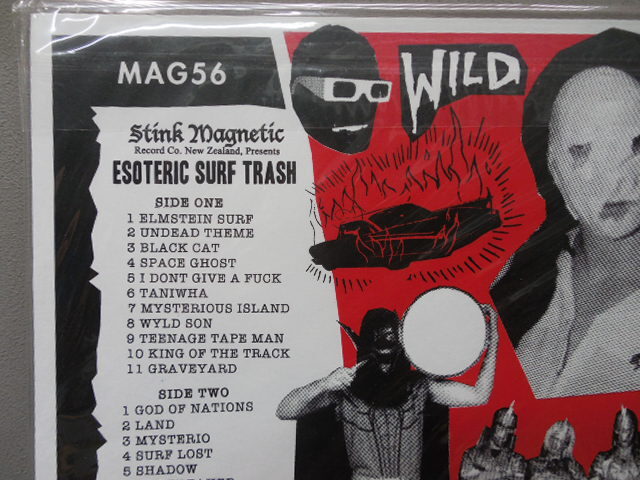 MAG56
WILD
Stink Magnetic
Record Co. New Zealand, Presents
ESOTERIC SURF TRASH
SIDE ONE
1 ELMSTEIN SURF
2 UNDEAD THEME
3 BLACK CAT
4 SPACE GHOST
5 I DONT GIVE A FUCK
6 TANIWHA
7 MYSTERIOUS ISLAND
8 WYLD SON
9 TEENAGE TAPE MAN
10 KING OF THE TRACK
11 GRAVEYARD
SIDE TWO
1 GOD OF NATIONS
2 LAND
3 MYSTERIO
4 SURF LOST
5 SHADOW